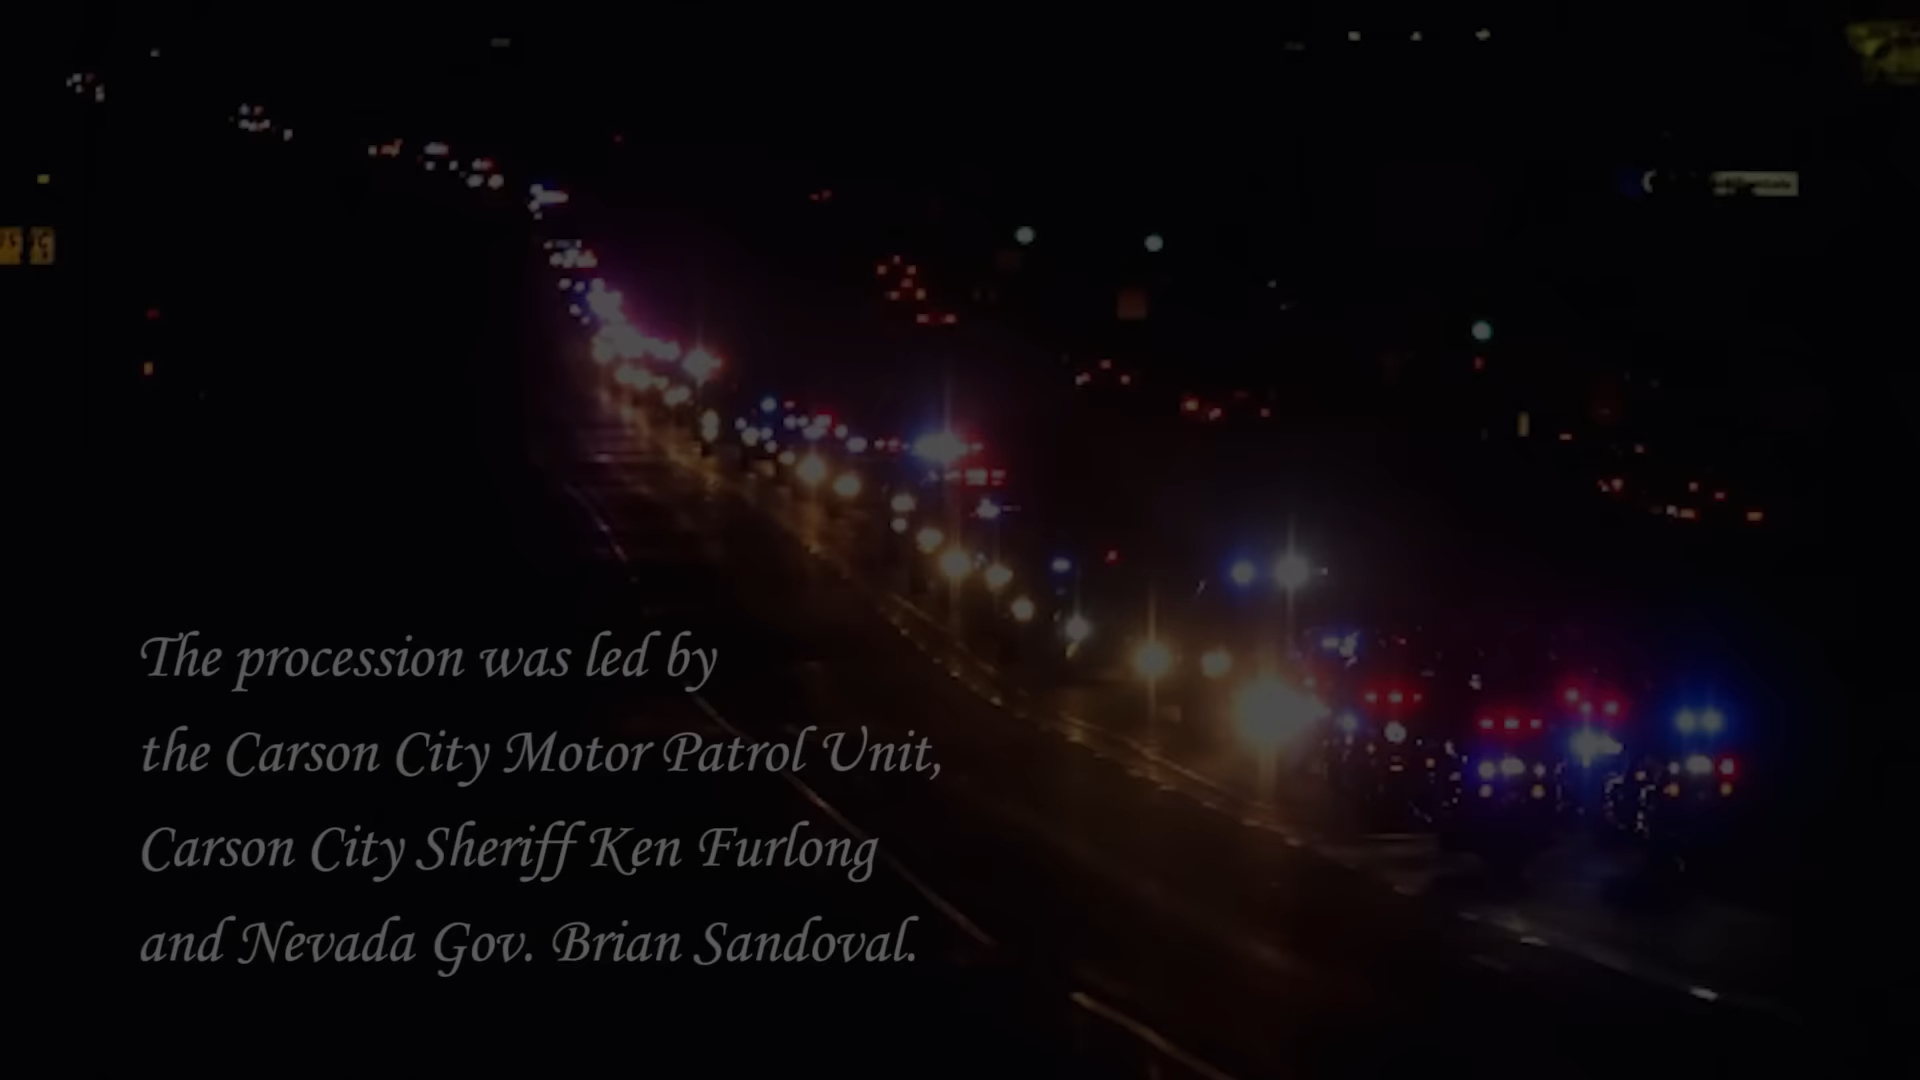 The procession was led by
the Carson City Motor Patrol Unit,
Carson City Sheriff Ken Furlong
and Nevada Gov. Brian Sandoval.